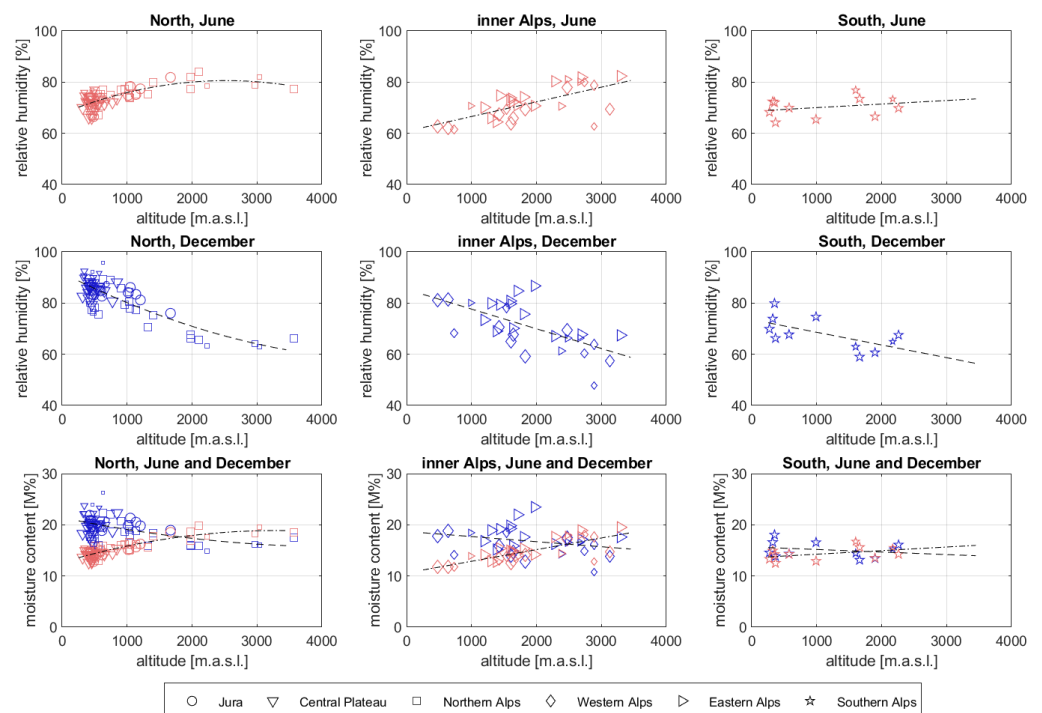 North, June
relative humidity [%]
100
80
60
40
0 1000 2000 3000 4000
altitude [m.a.s.l.]
inner Alps, June
relative humidity [%]
100
80
60
40
0 1000 2000 3000 4000
altitude [m.a.s.l.]
South, June
relative humidity [%]
100
80
60
40
0 1000 2000 3000 4000
altitude [m.a.s.l.]
North, December
relative humidity [%]
100
80
60
40
0 1000 2000 3000 4000
altitude [m.a.s.l.]
inner Alps, December
relative humidity [%]
100
80
60
40
0 1000 2000 3000 4000
altitude [m.a.s.l.]
South, December
relative humidity [%]
100
80
60
40
0 1000 2000 3000 4000
altitude [m.a.s.l.]
North, June and December
moisture content [M%]
30
20
10
0
0 1000 2000 3000 4000
altitude [m.a.s.l.]
inner Alps, June and December
moisture content [M%]
30
20
10
0
0 1000 2000 3000 4000
altitude [m.a.s.l.]
South, June and December
moisture content [M%]
30
20
10
0
0 1000 2000 3000 4000
altitude [m.a.s.l.]
Jura Central Plateau Northern Alps Western Alps Eastern Alps Southern Alps